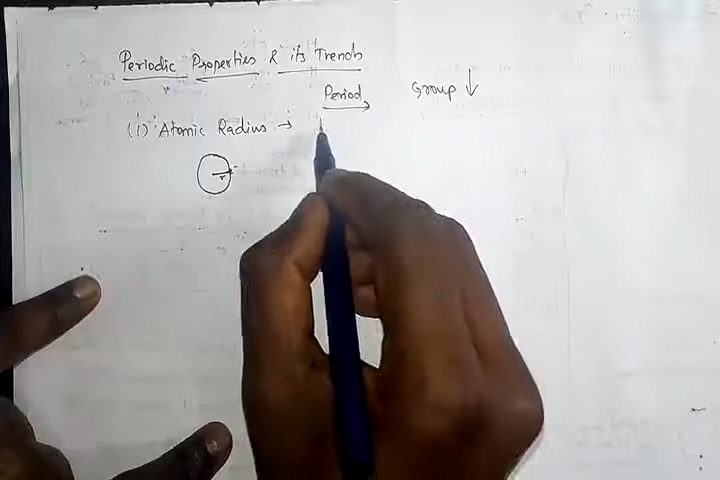 Periodic Properties & its Trends
Period → Group ↓
(i) Atomic Radius →
r